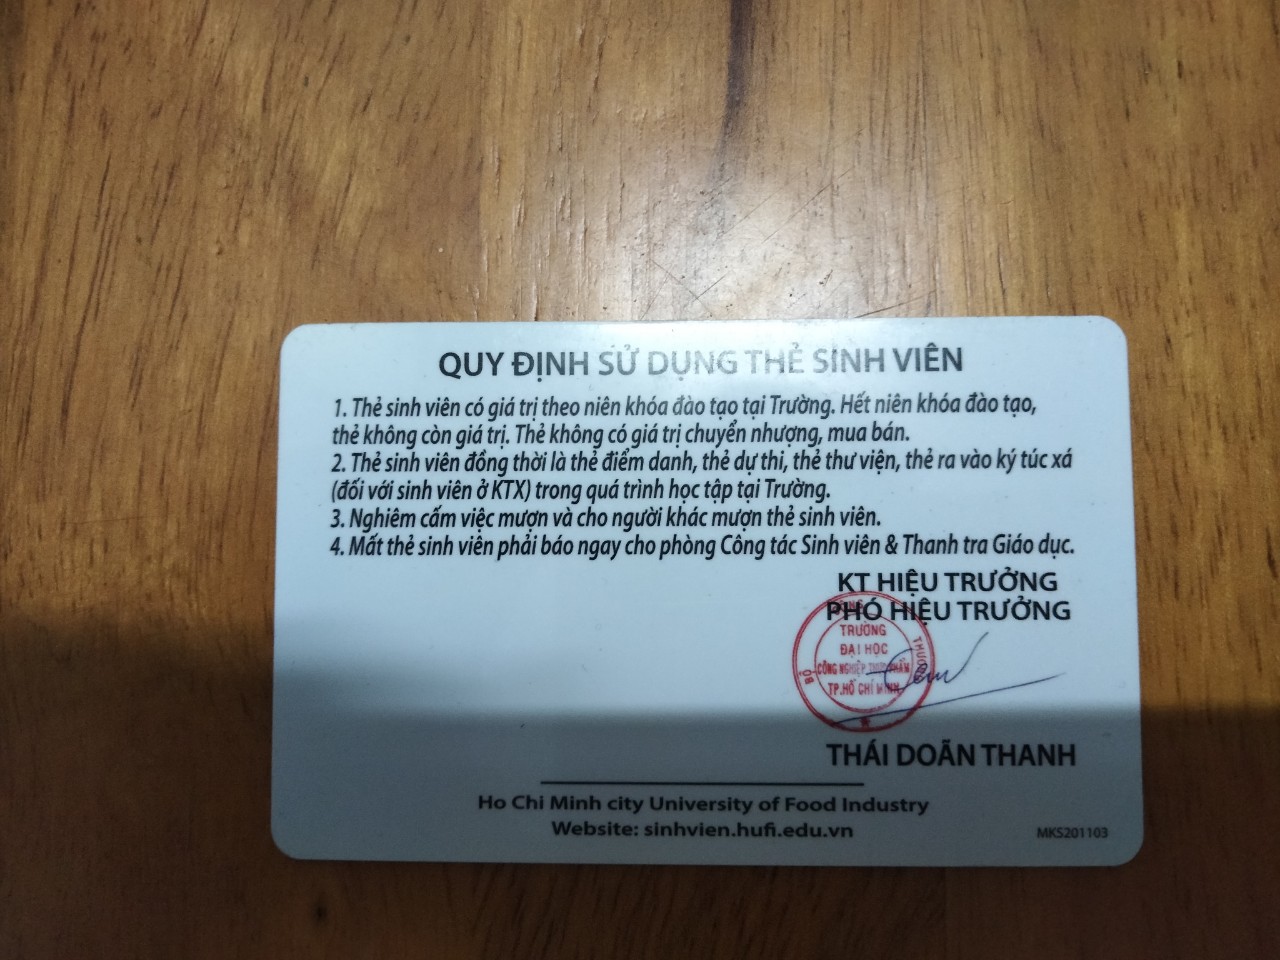 QUY ĐỊNH SỬ DỤNG THẺ SINH VIÊN
1. Thẻ sinh viên có giá trị theo niên khóa đào tạo tại Trường. Hết niên khóa đào tạo,
thẻ không còn giá trị. Thẻ không có giá trị chuyển nhượng, mua bán.
2. Thẻ sinh viên đồng thời là thẻ điểm danh, thẻ dự thi, thẻ thư viện, thẻ ra vào ký túc xá
(đối với sinh viên ở KTX) trong quá trình học tập tại Trường.
3. Nghiêm cấm việc mượn và cho người khác mượn thẻ sinh viên.
4. Mất thẻ sinh viên phải báo ngay cho phòng Công tác Sinh viên & Thanh tra Giáo dục.
KT HIỆU TRƯỞNG
PHÓ HIỆU TRƯỞNG
BỘ CÔNG THƯƠNG
TRƯỜNG
ĐẠI HỌC
CÔNG NGHIỆP THỰC PHẨM
TP.HỒ CHÍ MINH
THÁI DOÃN THANH
Ho Chi Minh city University of Food Industry
Website: sinhvien.hufi.edu.vn
MKS201103